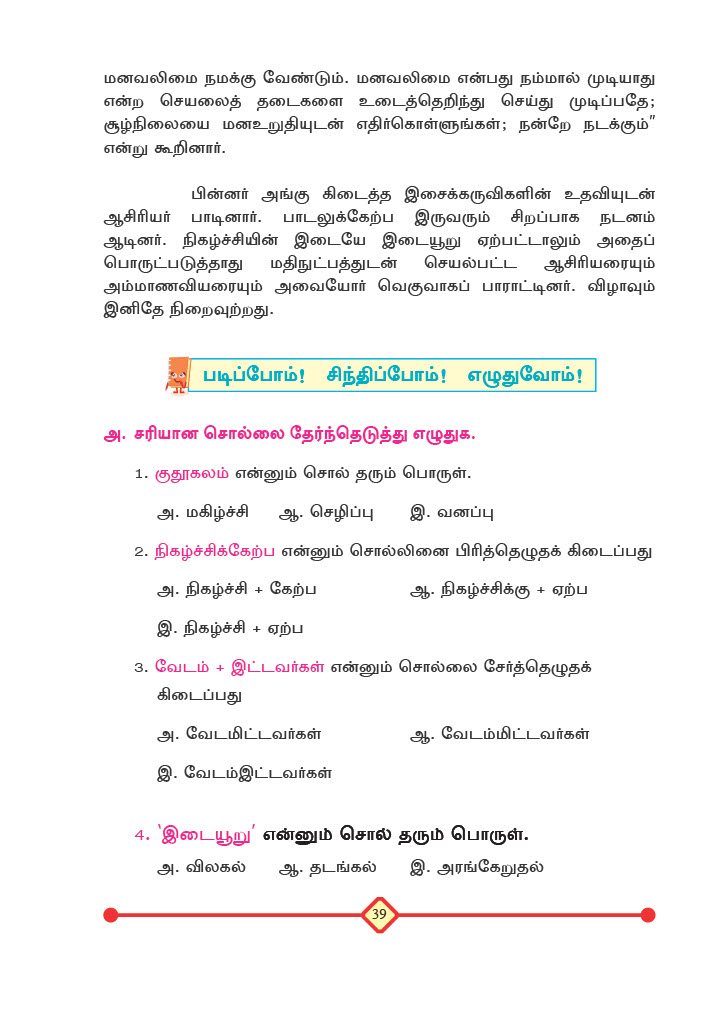 மனவலிமை நமக்கு வேண்டும். மனவலிமை என்பது நம்மால் முடியாது
என்ற செயலைத் தடைகளை உடைத்தெறிந்து செய்து முடிப்பதே;
சூழ்நிலையை மனஉறுதியுடன் எதிர்கொள்ளுங்கள்; நன்றே நடக்கும்"
என்று கூறினார்.
பின்னர் அங்கு கிடைத்த இசைக்கருவிகளின் உதவியுடன்
ஆசிரியர் பாடினார். பாடலுக்கேற்ப இருவரும் சிறப்பாக நடனம்
ஆடினர். நிகழ்ச்சியின் இடையே இடையூறு ஏற்பட்டாலும் அதைப்
பொருட்படுத்தாது மதிநுட்பத்துடன் செயல்பட்ட ஆசிரியரையும்
அம்மாணவியரையும் அவையோர் வெகுவாகப் பாராட்டினர். விழாவும்
இனிதே நிறைவுற்றது.
படிப்போம்! சிந்திப்போம்! எழுதுவோம்!
அ. சரியான சொல்லை தேர்ந்தெடுத்து எழுதுக.
1. குதூகலம் என்னும் சொல் தரும் பொருள்.
அ. மகிழ்ச்சி ஆ. செழிப்பு இ. வனப்பு
2. நிகழ்ச்சிக்கேற்ப என்னும் சொல்லினை பிரித்தெழுதக் கிடைப்பது
அ. நிகழ்ச்சி + கேற்ப ஆ. நிகழ்ச்சிக்கு + ஏற்ப
இ. நிகழ்ச்சி + ஏற்ப
3. வேடம் + இட்டவர்கள் என்னும் சொல்லை சேர்த்தெழுதக்
கிடைப்பது
அ. வேடமிட்டவர்கள் ஆ. வேடம்மிட்டவர்கள்
இ. வேடம்இட்டவர்கள்
4. 'இடையூறு' என்னும் சொல் தரும் பொருள்.
அ. விலகல் ஆ. தடங்கல் இ. அரங்கேறுதல்
39